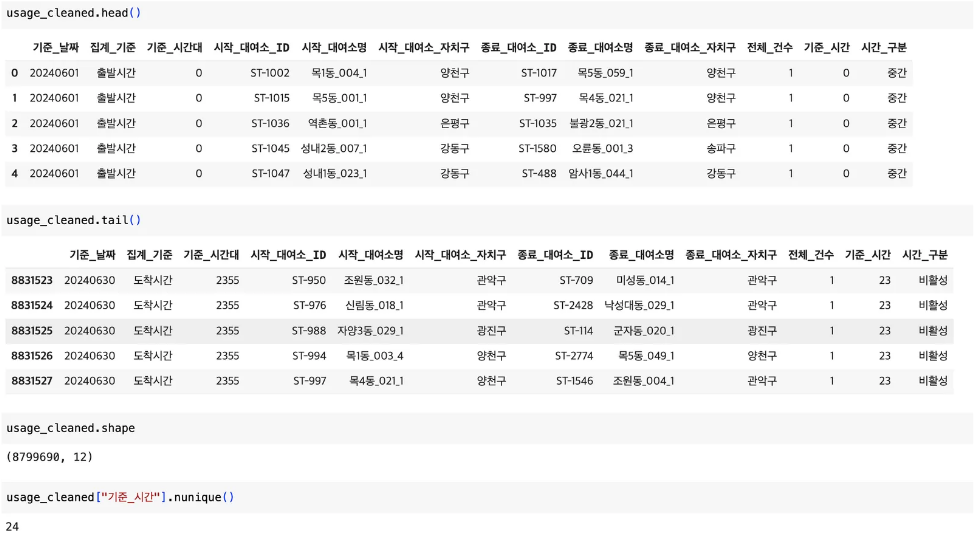 usage_cleaned.head()
기준_날짜 집계_기준 기준_시간대 시작_대여소_ID 시작_대여소명 시작_대여소_자치구 종료_대여소_ID 종료_대여소명 종료_대여소_자치구 전체_건수 기준_시간 시간_구분
0 20240601 출발시간 0 ST-1002 목1동_004_1 양천구 ST-1017 목5동_059_1 양천구 1 0 중간
1 20240601 출발시간 0 ST-1015 목5동_001_1 양천구 ST-997 목4동_021_1 양천구 1 0 중간
2 20240601 출발시간 0 ST-1036 역촌동_001_1 은평구 ST-1035 불광2동_021_1 은평구 1 0 중간
3 20240601 출발시간 0 ST-1045 성내2동_007_1 강동구 ST-1580 오륜동_001_3 송파구 1 0 중간
4 20240601 출발시간 0 ST-1047 성내1동_023_1 강동구 ST-488 암사1동_044_1 강동구 1 0 중간
usage_cleaned.tail()
기준_날짜 집계_기준 기준_시간대 시작_대여소_ID 시작_대여소명 시작_대여소_자치구 종료_대여소_ID 종료_대여소명 종료_대여소_자치구 전체_건수 기준_시간 시간_구분
8831523 20240630 도착시간 2355 ST-950 조원동_032_1 관악구 ST-709 미성동_014_1 관악구 1 23 비활성
8831524 20240630 도착시간 2355 ST-976 신림동_018_1 관악구 ST-2428 낙성대동_029_1 관악구 1 23 비활성
8831525 20240630 도착시간 2355 ST-988 자양3동_029_1 광진구 ST-114 군자동_020_1 광진구 1 23 비활성
8831526 20240630 도착시간 2355 ST-994 목1동_003_4 양천구 ST-2774 목5동_049_1 양천구 1 23 비활성
8831527 20240630 도착시간 2355 ST-997 목4동_021_1 양천구 ST-1546 조원동_004_1 관악구 1 23 비활성
usage_cleaned.shape
(8799690, 12)
usage_cleaned["기준_시간"].nunique()
24